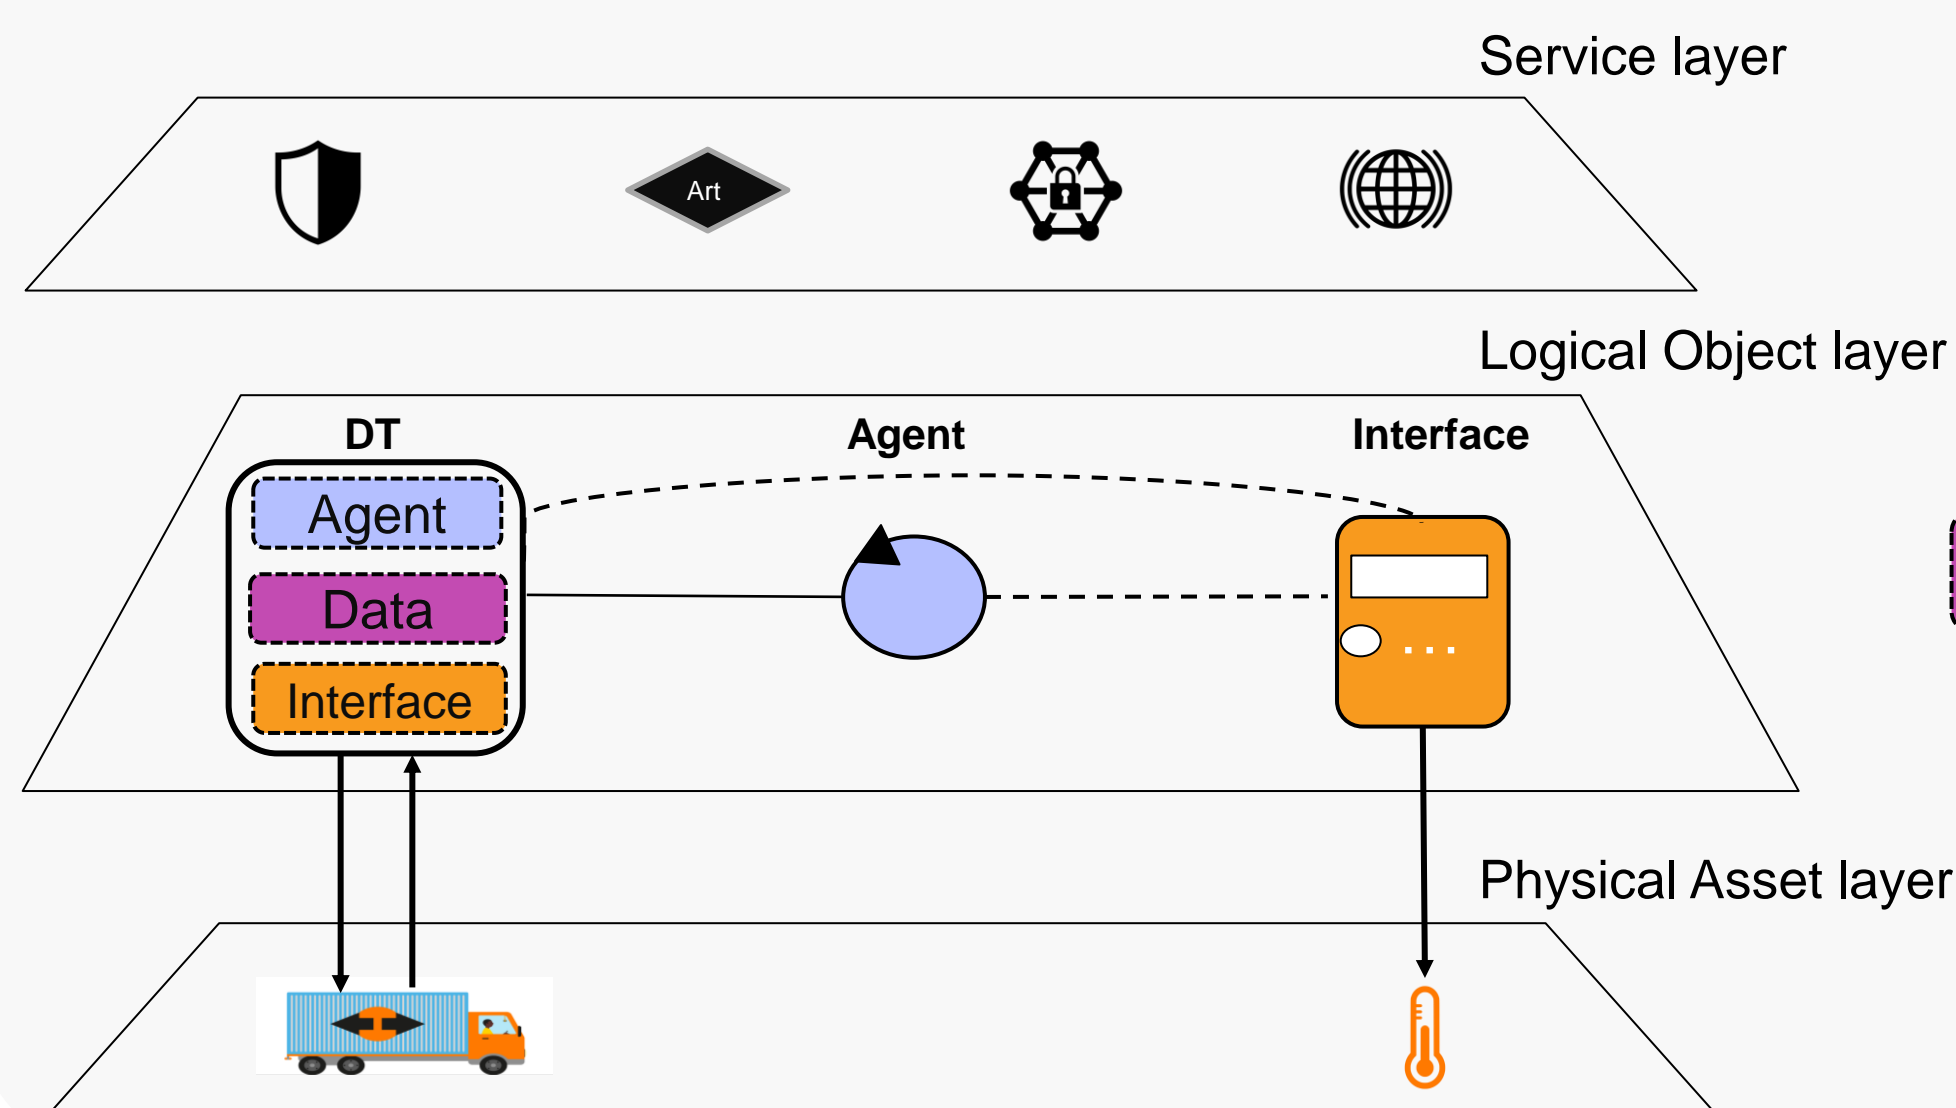 Service layer
Art
Logical Object layer
DT
Agent
Interface
Agent
Data
Interface
...
Physical Asset layer